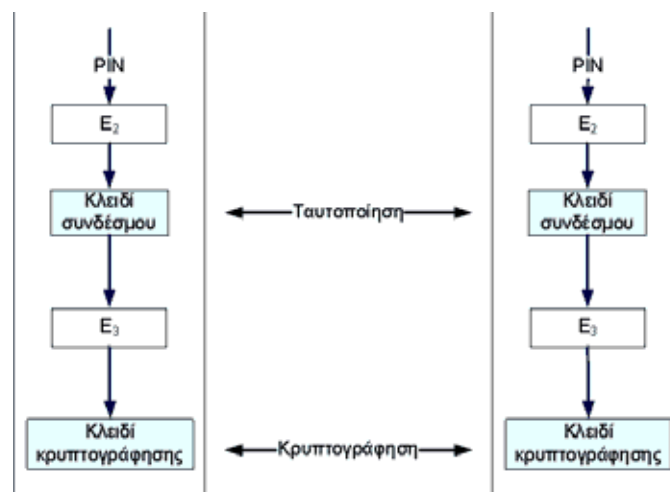 PIN
PIN
E₂
E₂
Κλειδί
συνδέσμου
Ταυτοποίηση
Κλειδί
συνδέσμου
E₃
E₃
Κλειδί
κρυπτογράφησης
Κρυπτογράφηση
Κλειδί
κρυπτογράφησης